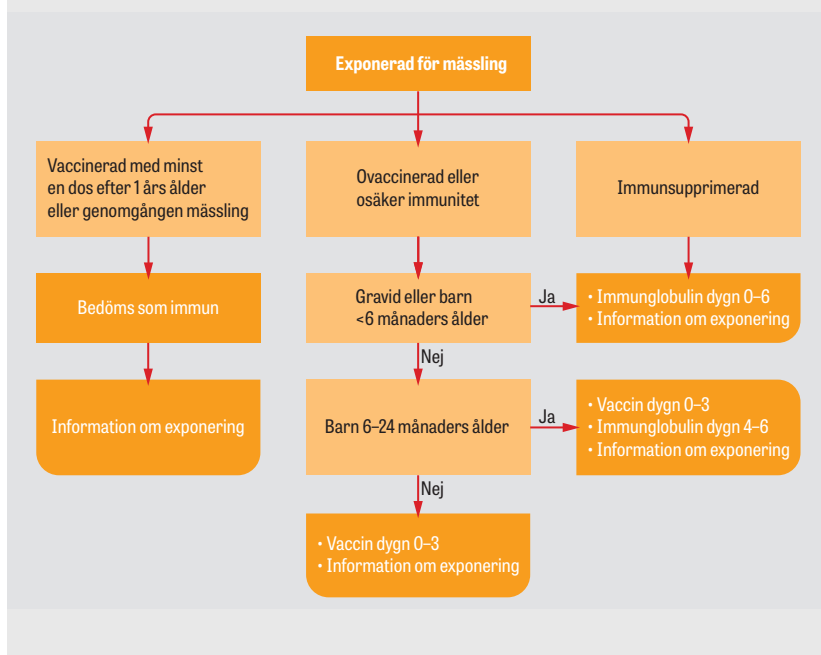 Exponerad för mässling
Vaccinerad med minst
en dos efter 1 års ålder
eller genomgången mässling
Ovaccinerad eller
osäker immunitet
Immunsupprimerad
Bedöms som immun
Gravid eller barn
<6 månaders ålder
Ja
• Immunglobulin dygn 0–6
• Information om exponering
Nej
Information om exponering
Barn 6–24 månaders ålder
Ja
• Vaccin dygn 0–3
• Immunglobulin dygn 4–6
• Information om exponering
Nej
• Vaccin dygn 0–3
• Information om exponering